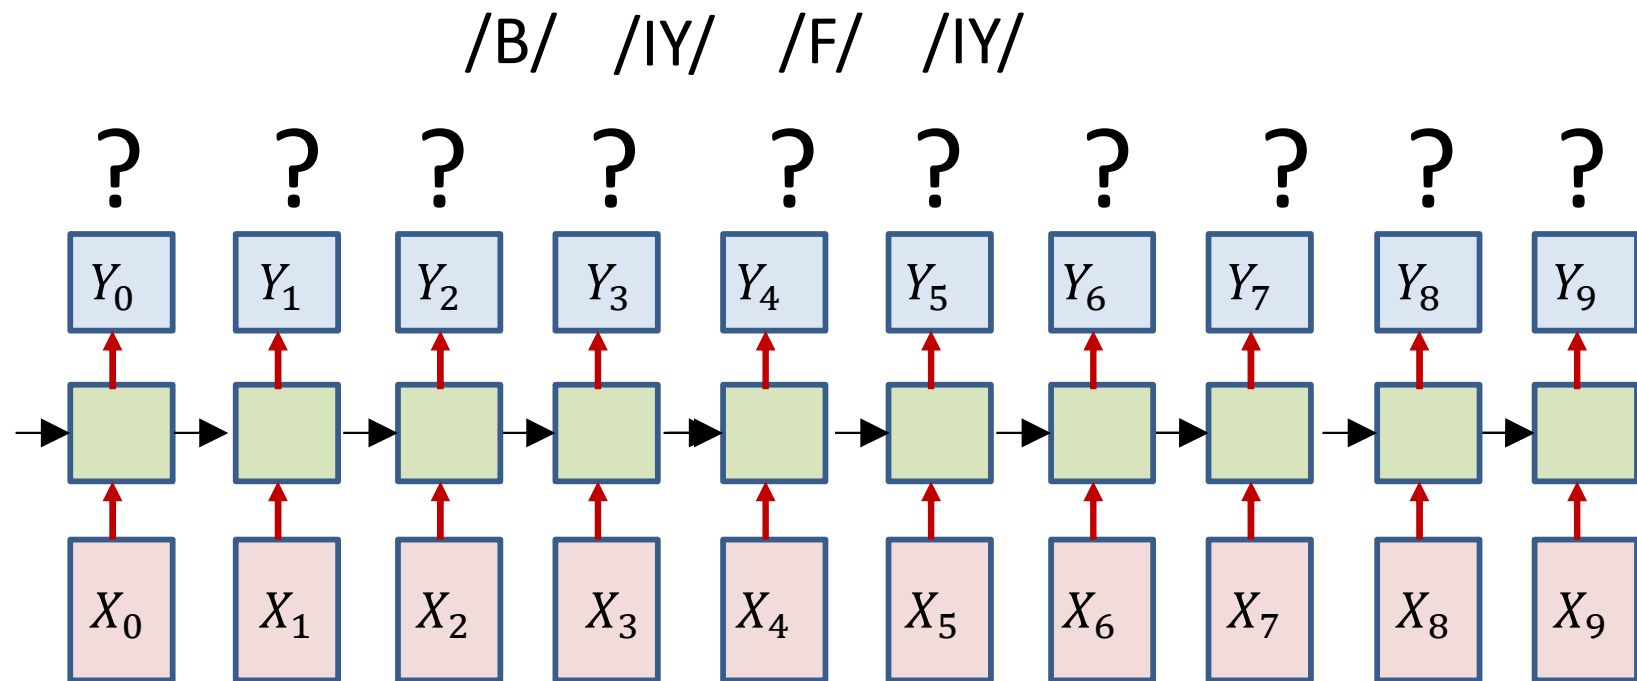 /B/ /IY/ /F/ /IY/
? ? ? ? ? ? ? ? ? ?
Y₀ Y₁ Y₂ Y₃ Y₄ Y₅ Y₆ Y₇ Y₈ Y₉
X₀ X₁ X₂ X₃ X₄ X₅ X₆ X₇ X₈ X₉